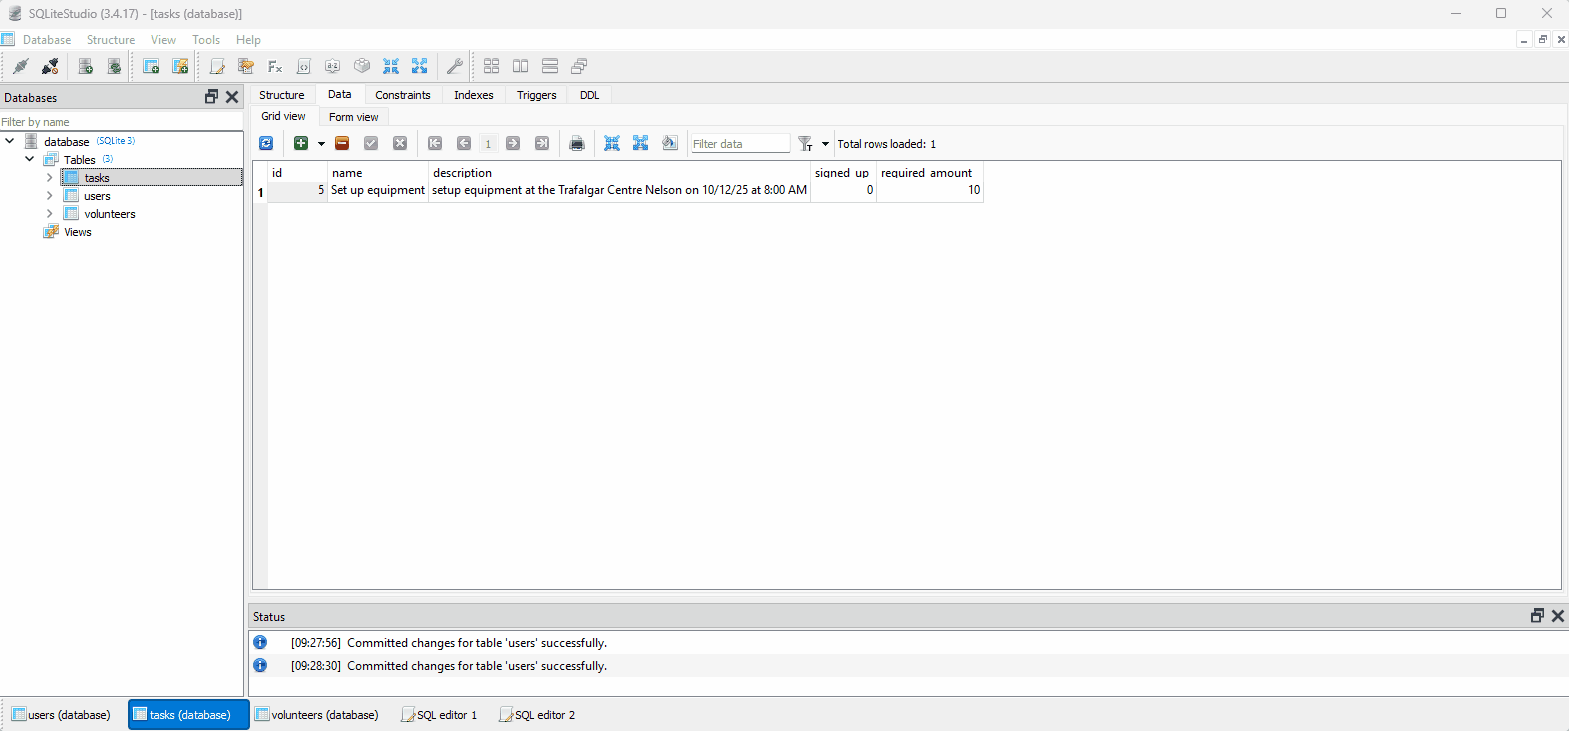 SQLiteStudio (3.4.17) - [tasks (database)]
Database Structure View Tools Help
Databases
Filter by name
database (SQLite 3)
Tables (3)
tasks
users
volunteers
Views
Structure Data Constraints Indexes Triggers DDL
Grid view Form view
1 Filter data Total rows loaded: 1
id name description signed_up required_amount
1 5 Set up equipment setup equipment at the Trafalgar Centre Nelson on 10/12/25 at 8:00 AM 0 10
Status
[09:27:56] Committed changes for table 'users' successfully.
[09:28:30] Committed changes for table 'users' successfully.
users (database) tasks (database) volunteers (database) SQL editor 1 SQL editor 2